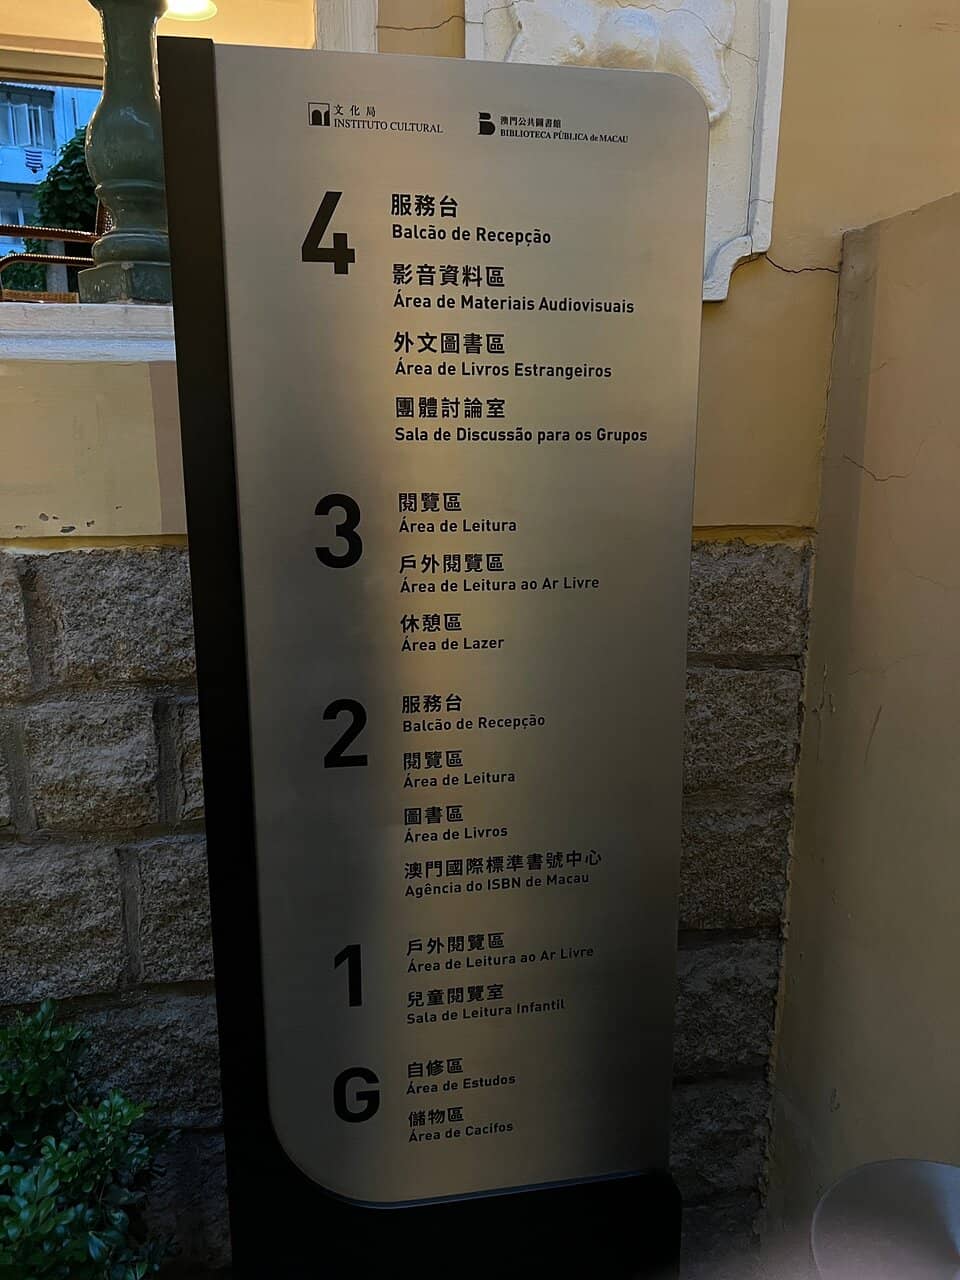 文化局
INSTITUTO CULTURAL
澳門公共圖書館
BIBLIOTECA PÚBLICA de MACAU
4
服務台
Balcão de Recepção
影音資料區
Área de Materiais Audiovisuais
外文圖書區
Área de Livros Estrangeiros
團體討論室
Sala de Discussão para os Grupos
3
閱覽區
Área de Leitura
戶外閱覽區
Área de Leitura ao Ar Livre
休憩區
Área de Lazer
2
服務台
Balcão de Recepção
閱覽區
Área de Leitura
圖書區
Área de Livros
澳門國際標準書號中心
Agência do ISBN de Macau
1
戶外閱覽區
Área de Leitura ao Ar Livre
兒童閱覽室
Sala de Leitura Infantil
G
自修區
Área de Estudos
儲物區
Área de Cacifos